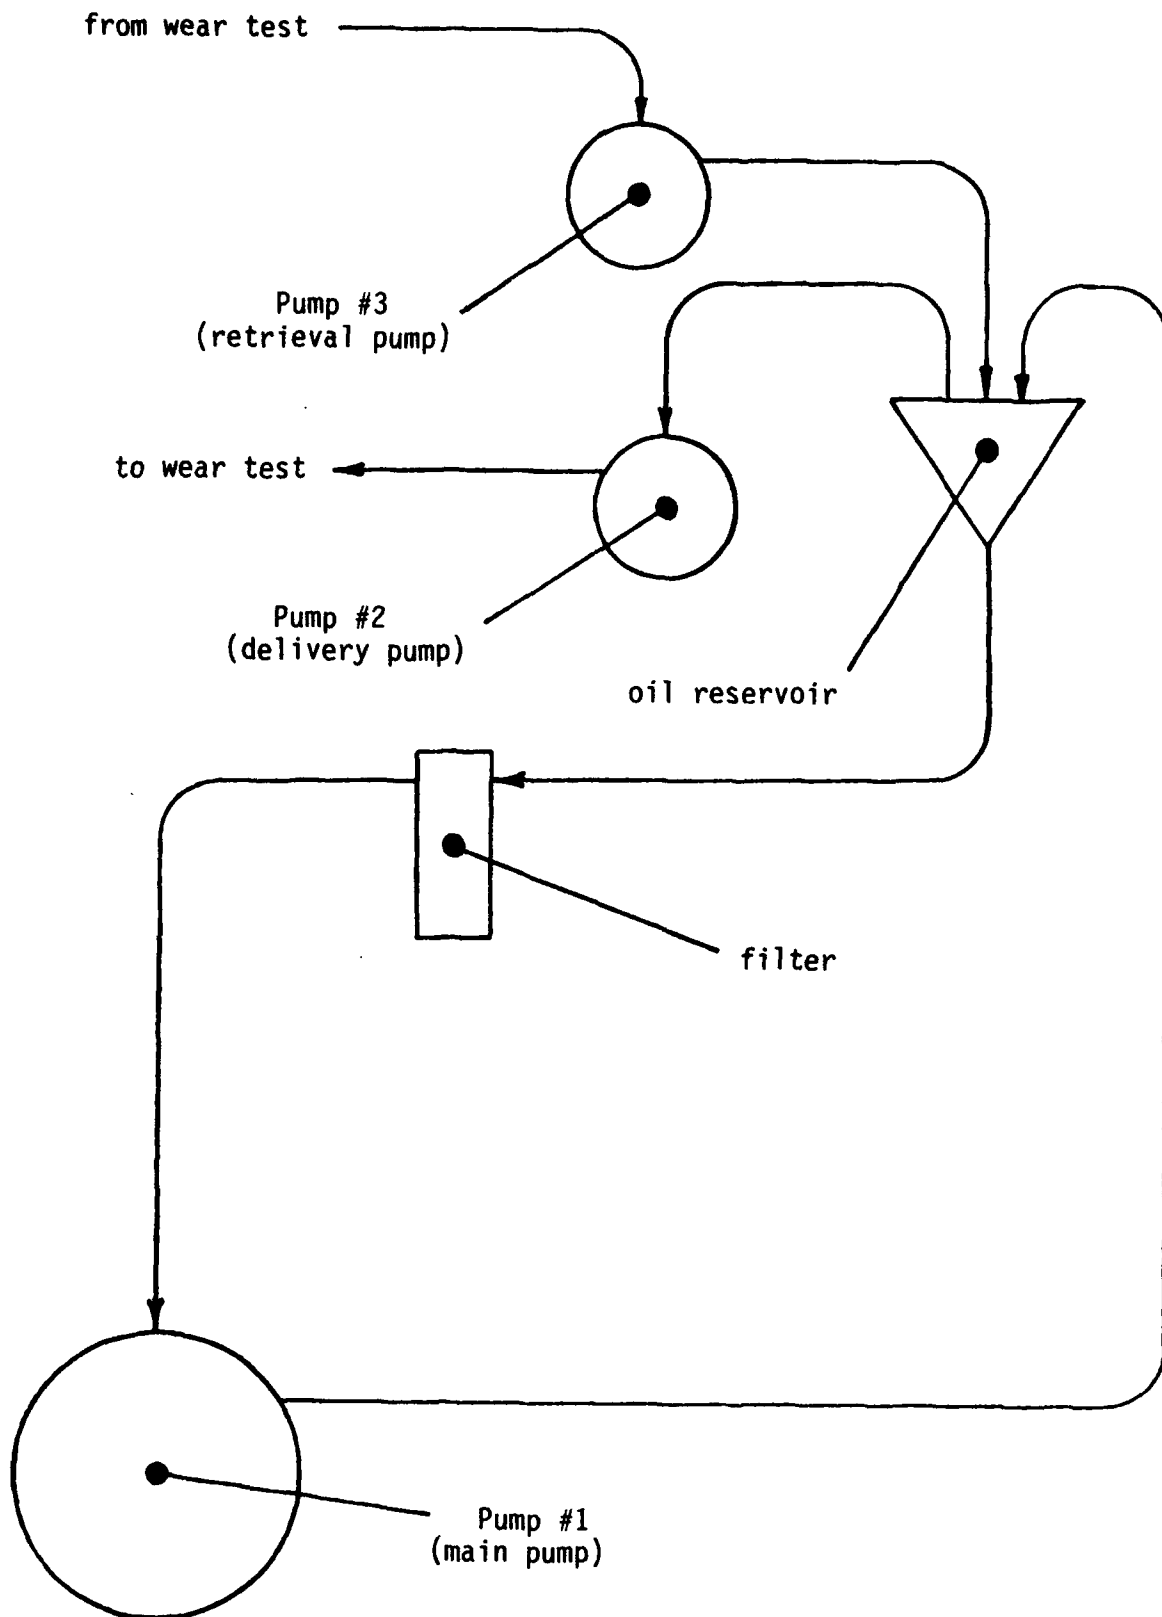 from wear test
Pump #3
(retrieval pump)
to wear test
Pump #2
(delivery pump)
oil reservoir
filter
Pump #1
(main pump)